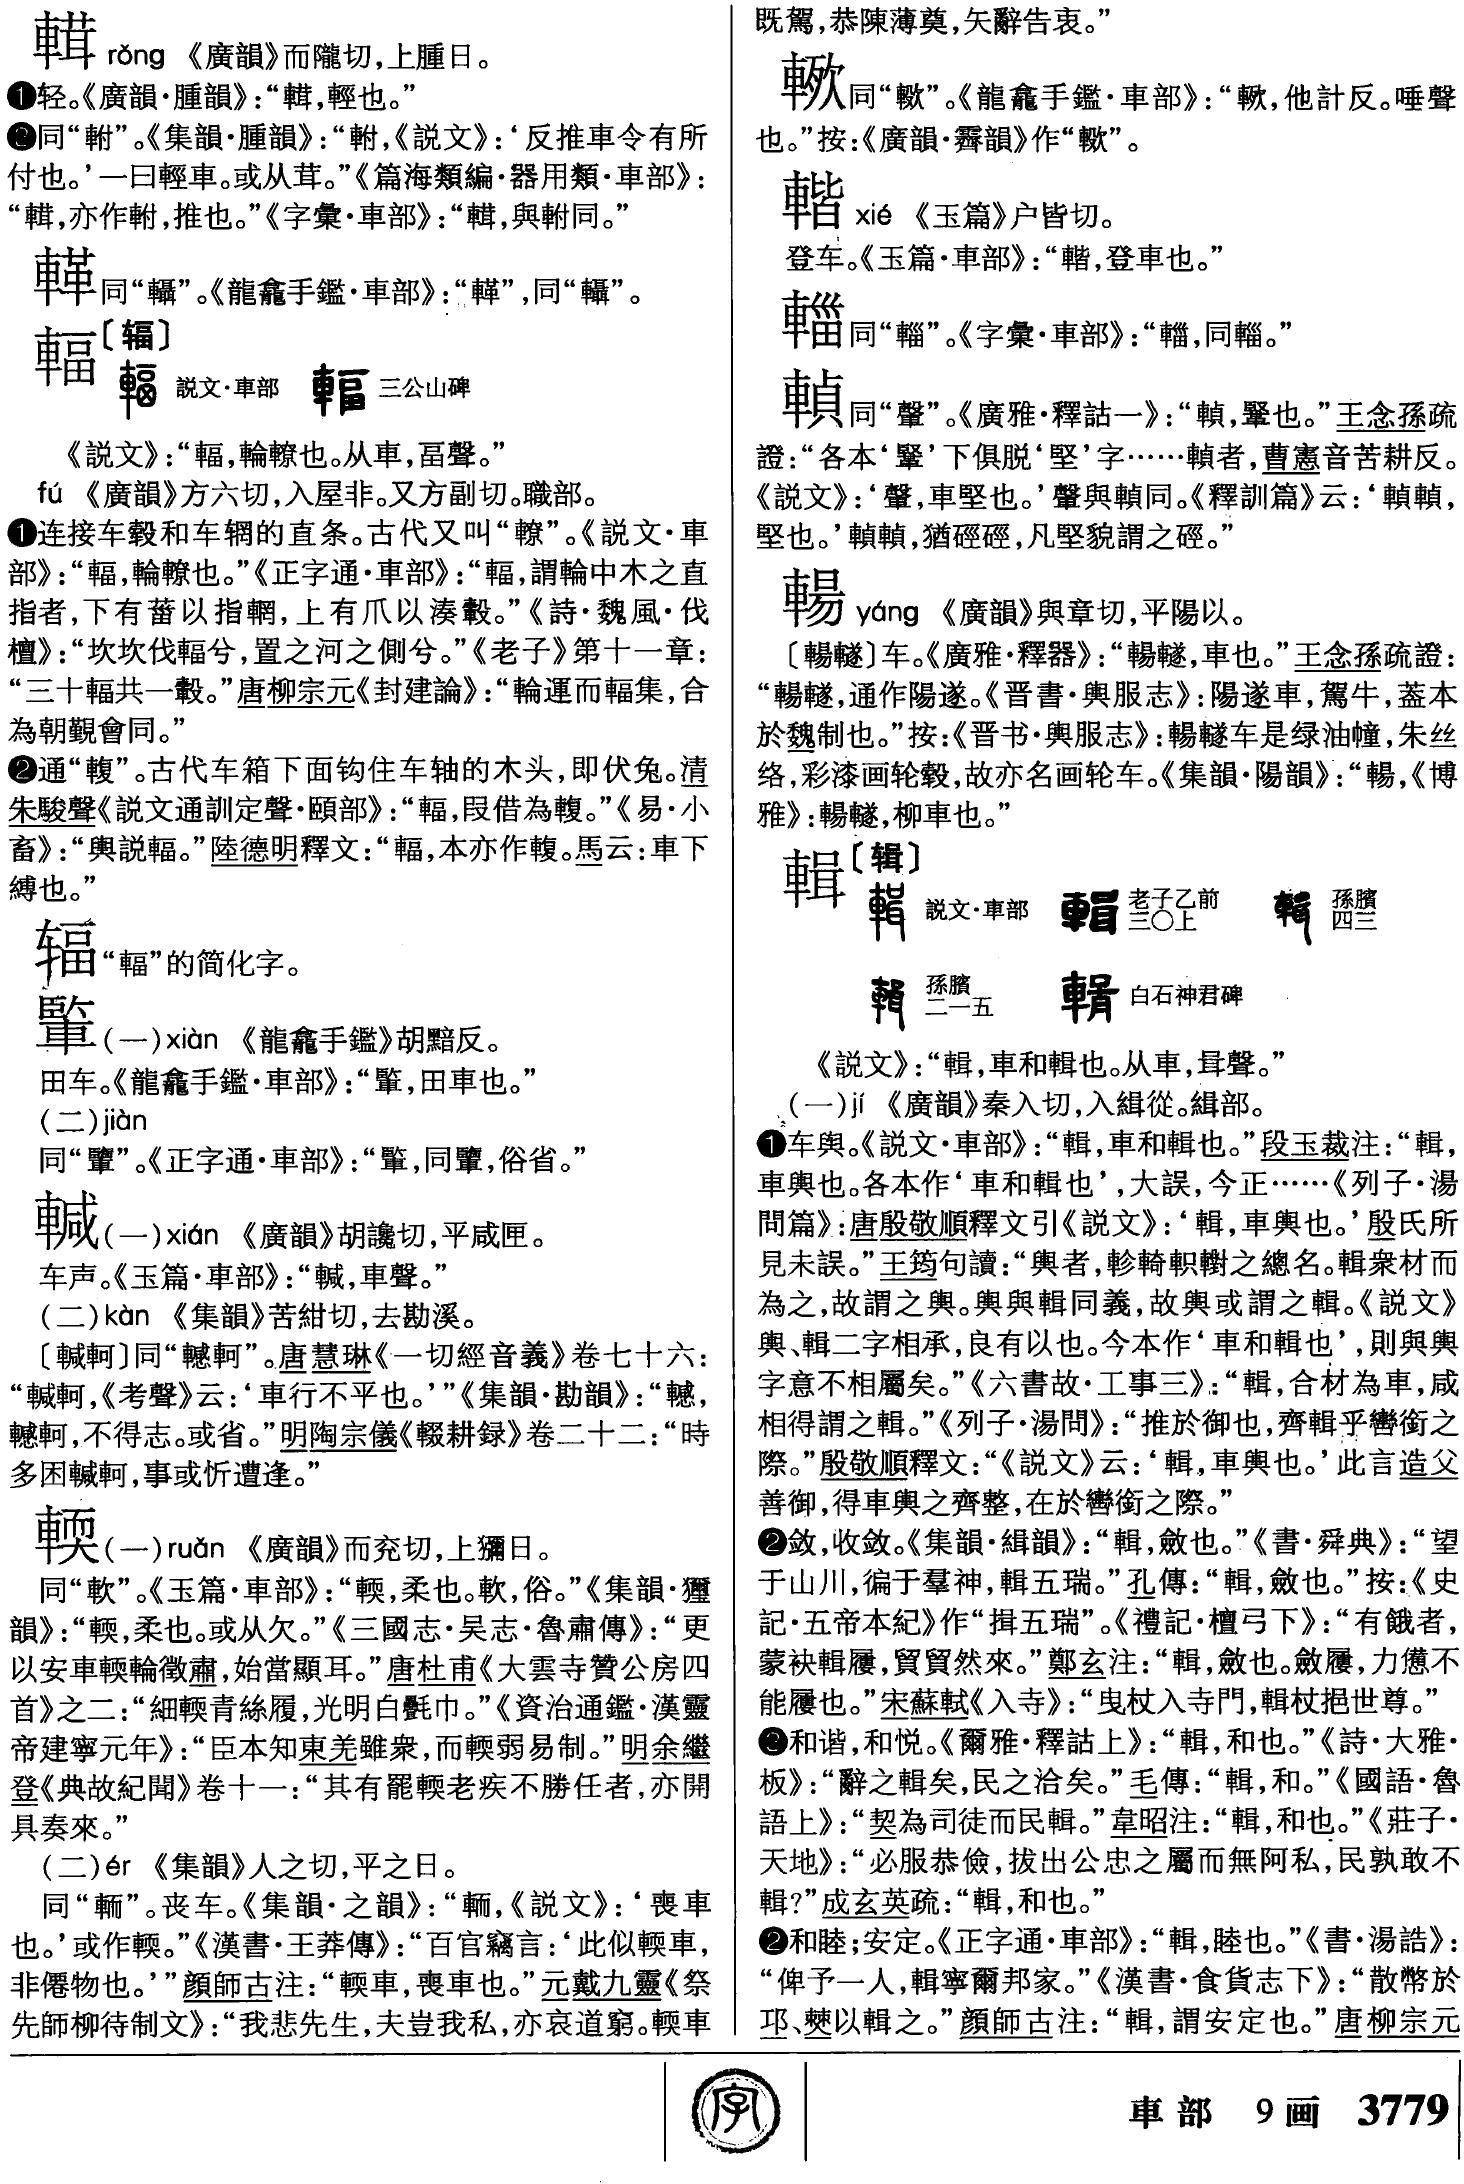 輯 rǒng 《廣韻》而隴切,上腫日。
❶轻。《廣韻·腫韻》:“輯,輕也。”
❷同“軵”。《集韻·腫韻》:“軵,《説文》:‘反推車令有所
付也。’一曰輕車。或从茸。”《篇海類編·器用類·車部》:
“𨍷,亦作軵,推也。”《字彙·車部》:“𨍷,與軵同。”
同“轎”。《龍龕手鑑·車部》:
輻〔辐〕
説文·車部 三公山碑
《説文》:“輻,輪轑也。从車,畐聲。”
fú 《廣韻》方六切,入屋非。又方副切。職部。
❶连接车毂和车辋的直条。古代又叫“轑”。《説文·車
部》:“輻,輪轑也。”《正字通·車部》:“輻,謂輪中木之直
指者,下有菑以指輞,上有爪以湊轂。”《詩·魏風·伐
檀》:“坎坎伐輻兮,置之河之側兮。”《老子》第十一章:
“三十輻共一轂。”唐柳宗元《封建論》:“輪運而輻集,合
為朝覲會同。”
❷通“輹”。古代车箱下面钩住车轴的木头,即伏兔。清
朱駿聲《説文通訓定聲·頤部》:“輻,叚借為輹。”《易·小
畜》:“輿説輻。”陸德明釋文:“輻,本亦作輹。馬云:車下
縛也。”
辐“輻”的简化字。
(一)xiàn 《龍龕手鑑》胡黯反。
田车。《龍龕手鑑·車部》:“,田車也。”
(二)jiàn
《正字通·車部》:“俗省。”
輱(一)xián 《廣韻》胡讒切,平咸匣。
车声。《玉篇·車部》:“輱,車聲。”
(二)kàn 《集韻》苦紺切,去勘溪。
〔輱軻〕同“轗軻”。唐慧琳《一切經音義》卷七十六:
“輱軻,《考聲》云:‘車行不平也。’”《集韻·勘韻》:“轗,
轗軻,不得志。或省。”明陶宗儀《輟耕録》卷二十二:“時
多困輱軻,事或忻遭逢。”
輭(一)ruǎn 《廣韻》而兖切,上獮日。
同“軟”。《玉篇·車部》:“輭,柔也。軟,俗。”《集韻·獮
韻》:“輭,柔也。或从欠。”《三國志·吴志·魯肅傳》:“更
以安車輭輪徵肅,始當顯耳。”唐杜甫《大雲寺贊公房四
首》之二:“細輭青絲履,光明白氎巾。”《資治通鑑·漢靈
帝建寧元年》:“臣本知東羌雖衆,而輭弱易制。”明余繼
登《典故紀聞》卷十一:“其有罷輭老疾不勝任者,亦開
具奏來。”
(二)ér 《集韻》人之切,平之日。
同“輀”。丧车。《集韻·之韻》:“輀,《説文》:‘喪車
也。’或作輭。”《漢書·王莽傳》:“百官竊言:‘此似輭車,
非僊物也。’”顔師古注:“輭車,喪車也。”元戴九靈《祭
先師柳待制文》:“我悲先生,夫豈我私,亦哀道窮。輭車
既駕,恭陳薄奠,矢辭告衷。”
《龍龕手鑑·車部》:“他計反。唾聲
也。”按:《廣韻·霽韻》作
輆 xié 《玉篇》户皆切。
登车。《玉篇·車部》:“登車也。”
輺同“輜”。《字彙·車部》:“輺,同輜。”
𨍴同“䡰”。《廣雅·釋詁一》:王念孫疏
證:“各本下俱脱‘堅’字……𨍴者,曹憲音苦耕反。
《説文》:‘䡰,車堅也。’䡰與𨍴同。《釋訓篇》云:‘𨍴𨍴,
堅也。’𨍴𨍴,猶硜硜,凡堅貌謂之硜。”
輰 yáng 《廣韻》與章切,平陽以。
〔輰䡵〕车。《廣雅·釋器》:“輰䡵,車也。”王念孫疏證:
“輰䡵,通作陽遂。《晋書·輿服志》:陽遂車,駕牛,蓋本
於魏制也。”按:《晋书·輿服志》:輰䡵车是绿油幢,朱丝
络,彩漆画轮毂,故亦名画轮车。《集韻·陽韻》:“輰,《博
雅》:輰䡵,柳車也。”
輯〔辑〕
説文·車部 老子乙前三〇上 孫臏四三
孫臏二一五 白石神君碑
《説文》:“輯,車和輯也。从車,咠聲。”
(一)jí 《廣韻》秦入切,入緝從。緝部。
❶车舆。《説文·車部》:“輯,車和輯也。”段玉裁注:“輯,
車輿也。各本作‘車和輯也’,大誤,今正……《列子·湯
問篇》:唐殷敬順釋文引《説文》:‘輯,車輿也。’殷氏所
見未誤。”王筠句讀:“輿者,軫輢軹轛之總名。輯衆材而
為之,故謂之輿。輿與輯同義,故輿或謂之輯。《説文》
輿、輯二字相承,良有以也。今本作‘車和輯也’,則與輿
字意不相屬矣。”《六書故·工事三》:“輯,合材為車,咸
相得謂之輯。”《列子·湯問》:“推於御也,齊輯乎轡銜之
際。”殷敬順釋文:“《説文》云:‘輯,車輿也。’此言造父
善御,得車輿之齊整,在於轡銜之際。”
❷敛,收敛。《集韻·緝韻》:“輯,斂也。”《書·舜典》:“望
于山川,徧于羣神,輯五瑞。”孔傳:“輯,斂也。”按:《史
記·五帝本紀》作“揖五瑞”。《禮記·檀弓下》:“有餓者,
蒙袂輯屨,貿貿然來。”鄭玄注:“輯,斂也。斂屨,力憊不
能屨也。”宋蘇軾《入寺》:“曳杖入寺門,輯杖挹世尊。”
❸和谐,和悦。《爾雅·釋詁上》:“輯,和也。”《詩·大雅·
板》:“辭之輯矣,民之洽矣。”毛傳:“輯,和。”《國語·魯
語上》:“契為司徒而民輯。”韋昭注:“輯,和也。”《莊子·
天地》:“必服恭儉,拔出公忠之屬而無阿私,民孰敢不
輯?”成玄英疏:“輯,和也。”
❷和睦;安定。《正字通·車部》:“輯,睦也。”《書·湯誥》:
“俾予一人,輯寧爾邦家。”《漢書·食貨志下》:“散幣於
邛、僰以輯之。”顔師古注:“輯,謂安定也。”唐柳宗元
字
車部 9画 3779